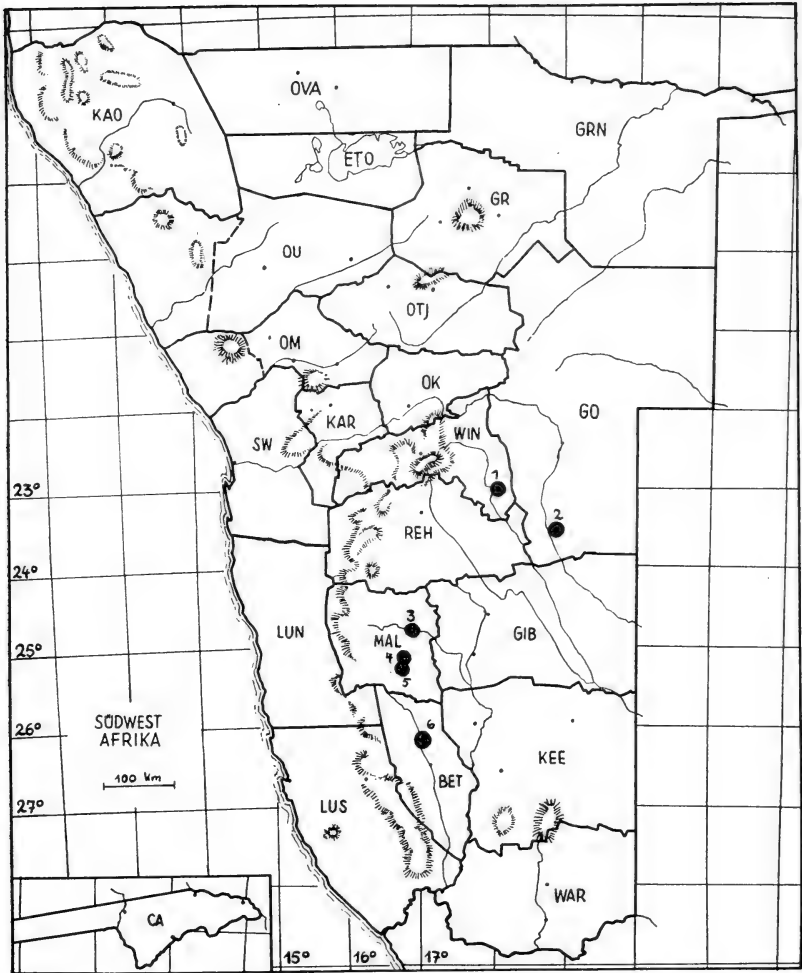 OVA
KAO
GRN
ETO
GR
OU
OTJ
OM
OK
GO
KAR
WIN
SW
1
23°
2
REH
24°
3
LUN
MAL
GIB
25°
4
5
SÜDWEST
AFRIKA
26°
6
KEE
100 km
BET
LUS
27°
WAR
CA
15°
16°
17°